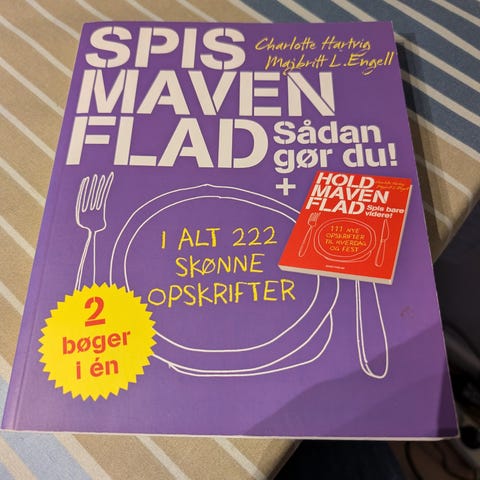 SPIS
MAVEN
FLAD
Charlotte Hartvig
Majbritt L. Engell
Sådan
gør du!
+
HOLD
MAVEN
FLAD
Spis bare
videre!
111 NYE
OPSKRIFTER
TIL HVERDAG
OG FEST
I ALT 222
SKØNNE
OPSKRIFTER
2
bøger
i én